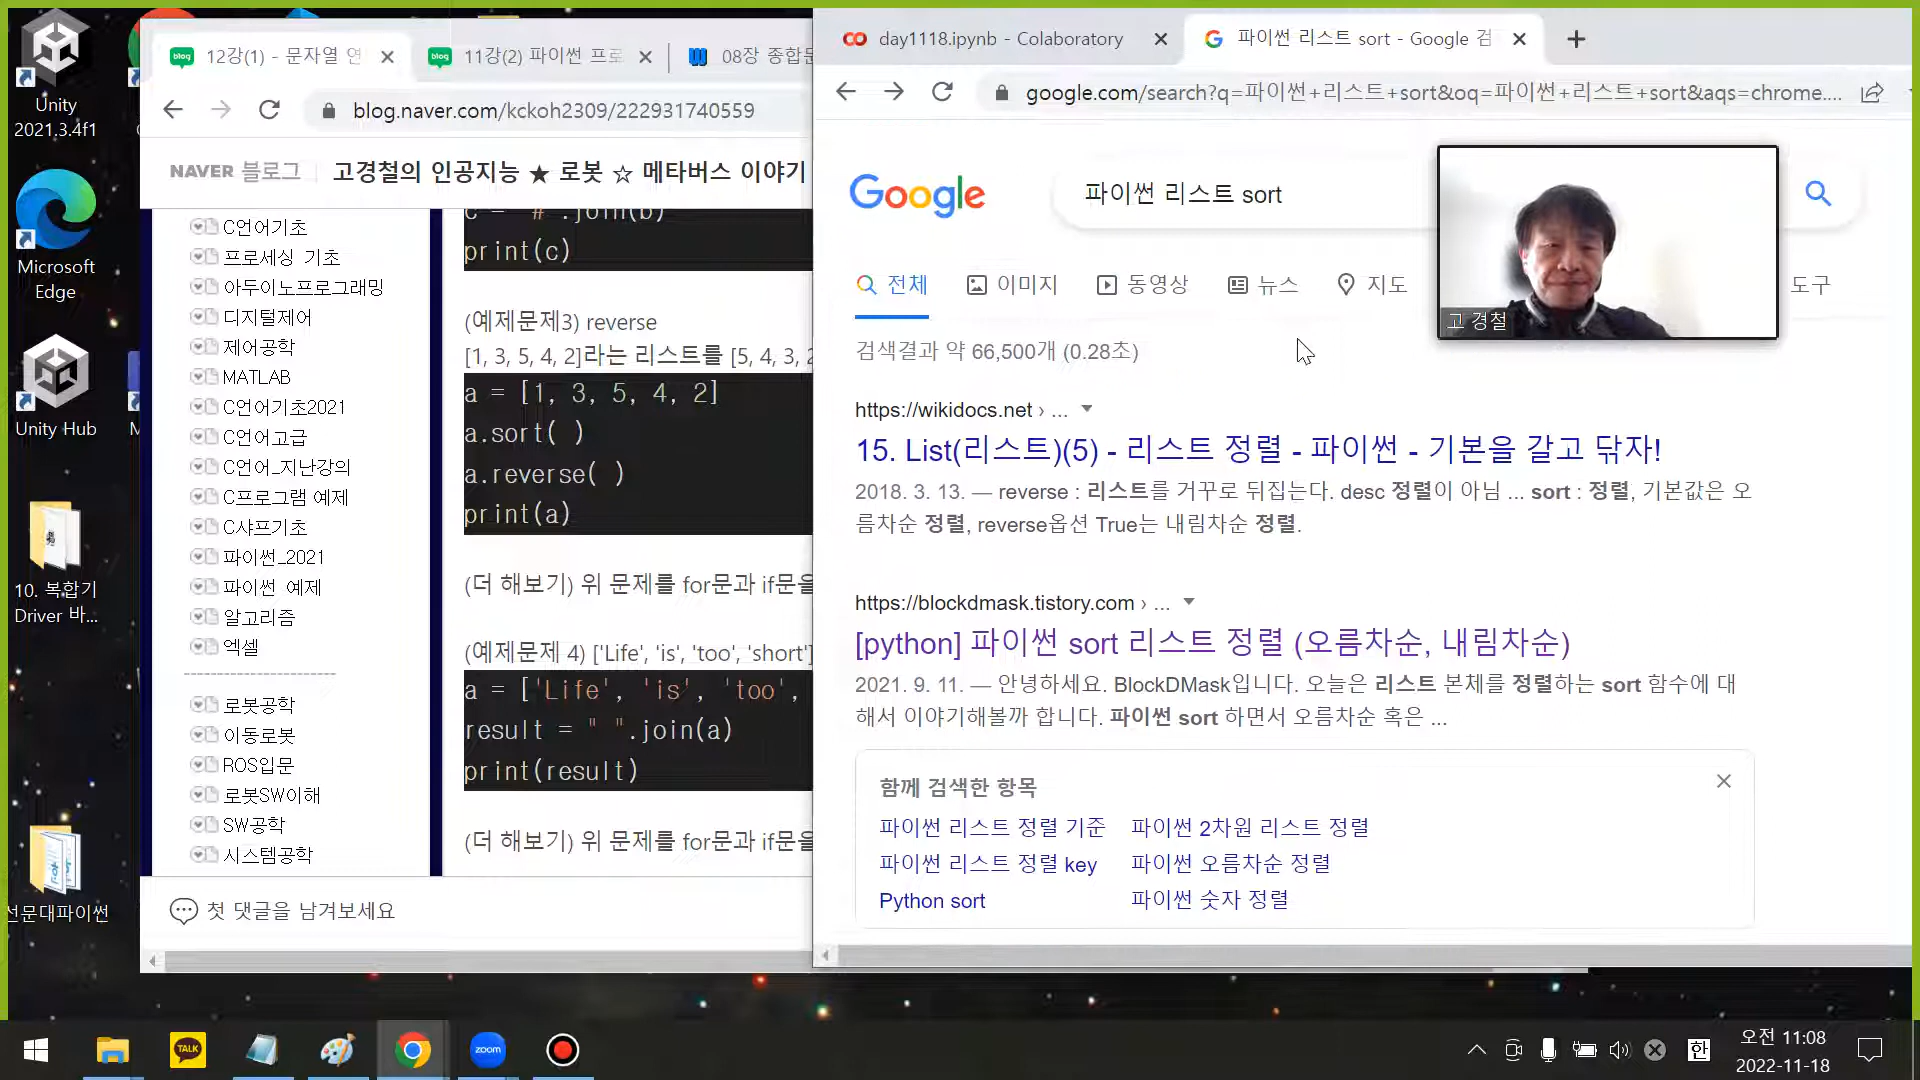 Unity
2021.3.4f1
Microsoft
Edge
Unity Hub
10. 복합기
Driver 바...
선문대파이썬
12강(1) - 문자열 연
11강(2) 파이썬 프로
08장 종합문
blog.naver.com/kckoh2309/222931740559
NAVER 블로그
고경철의 인공지능 ★ 로봇 ☆ 메타버스 이야기
C언어기초
프로세싱 기초
아두이노프로그래밍
디지털제어
제어공학
MATLAB
C언어기초2021
C언어고급
C언어_지난강의
C프로그램 예제
C샤프기초
파이썬_2021
파이썬 예제
알고리즘
엑셀
로봇공학
이동로봇
ROS입문
로봇SW이해
SW공학
시스템공학
c = "#".join(b)
print(c)
(예제문제3) reverse
[1, 3, 5, 4, 2]라는 리스트를 [5, 4, 3, 2
a = [1, 3, 5, 4, 2]
a.sort( )
a.reverse( )
print(a)
(더 해보기) 위 문제를 for문과 if문을
(예제문제 4) ['Life', 'is', 'too', 'short']
a = ['Life', 'is', 'too',
result = " ".join(a)
print(result)
(더 해보기) 위 문제를 for문과 if문을
첫 댓글을 남겨보세요
day1118.ipynb - Colaboratory
파이썬 리스트 sort - Google 검
google.com/search?q=파이썬+리스트+sort&oq=파이썬+리스트+sort&aqs=chrome....
Google
파이썬 리스트 sort
전체
이미지
동영상
뉴스
지도
도구
고 경철
검색결과 약 66,500개 (0.28초)
https://wikidocs.net › ...
15. List(리스트)(5) - 리스트 정렬 - 파이썬 - 기본을 갈고 닦자!
2018. 3. 13. — reverse : 리스트를 거꾸로 뒤집는다. desc 정렬이 아님 ... sort : 정렬, 기본값은 오
름차순 정렬, reverse옵션 True는 내림차순 정렬.
https://blockdmask.tistory.com › ...
[python] 파이썬 sort 리스트 정렬 (오름차순, 내림차순)
2021. 9. 11. — 안녕하세요. BlockDMask입니다. 오늘은 리스트 본체를 정렬하는 sort 함수에 대
해서 이야기해볼까 합니다. 파이썬 sort 하면서 오름차순 혹은 ...
함께 검색한 항목
파이썬 리스트 정렬 기준
파이썬 2차원 리스트 정렬
파이썬 리스트 정렬 key
파이썬 오름차순 정렬
Python sort
파이썬 숫자 정렬
TALK
zoom
한
오전 11:08
2022-11-18